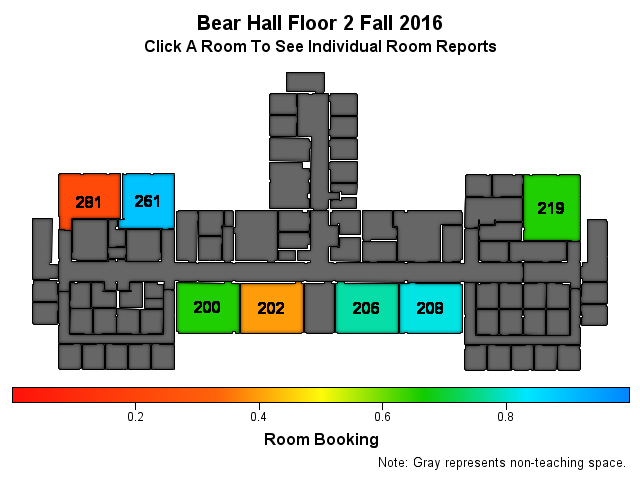 Bear Hall Floor 2 Fall 2016
Click A Room To See Individual Room Reports
281 261 219
200 202 206 208
0.2 0.4 0.6 0.8
Room Booking
Note: Gray represents non-teaching space.